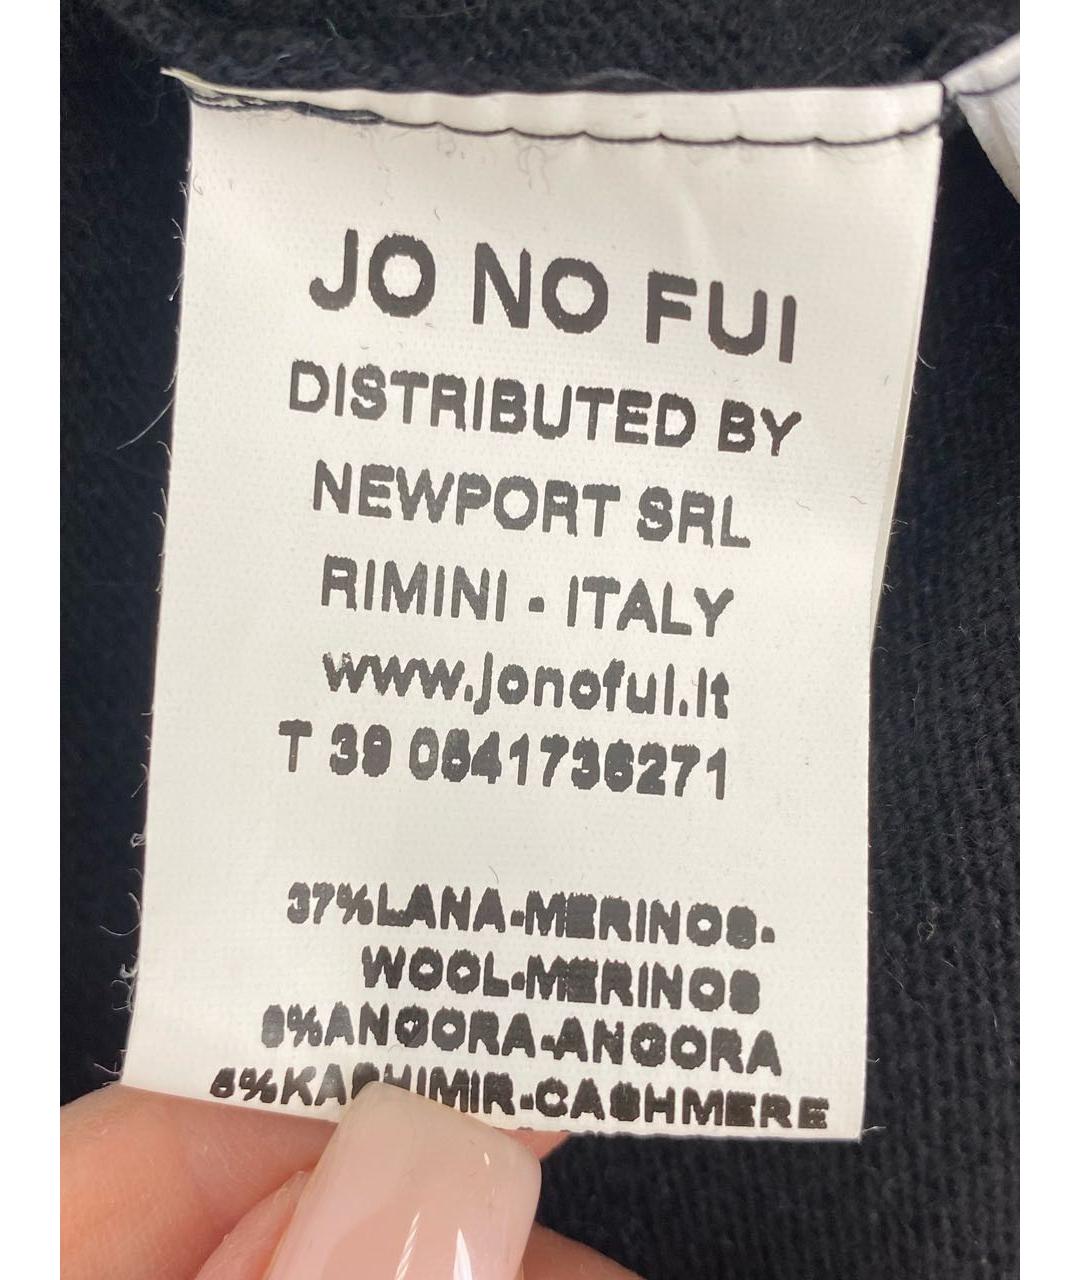 JO NO FUI
DISTRIBUTED BY
NEWPORT SRL
RIMINI - ITALY
www.jonofui.it
T 39 0541736271
37%LANA-MERINOS-
WOOL-MERINOS
8%ANGORA-ANGORA
5%KASHIMIR-CASHMERE